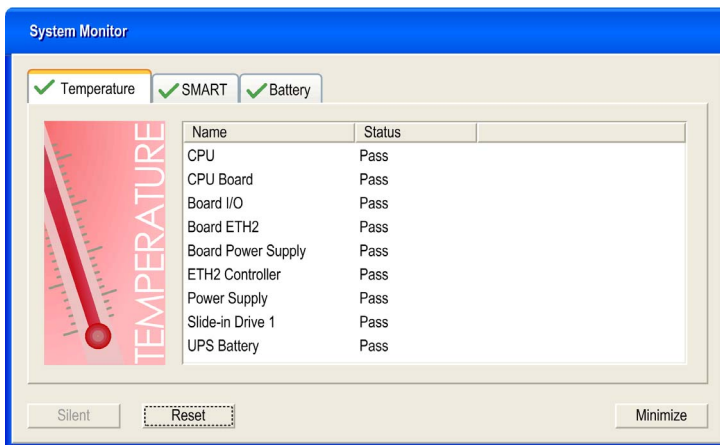 System Monitor
Temperature SMART Battery
TEMPERATURE
Name Status
CPU Pass
CPU Board Pass
Board I/O Pass
Board ETH2 Pass
Board Power Supply Pass
ETH2 Controller Pass
Power Supply Pass
Slide-in Drive 1 Pass
UPS Battery Pass
Silent Reset Minimize